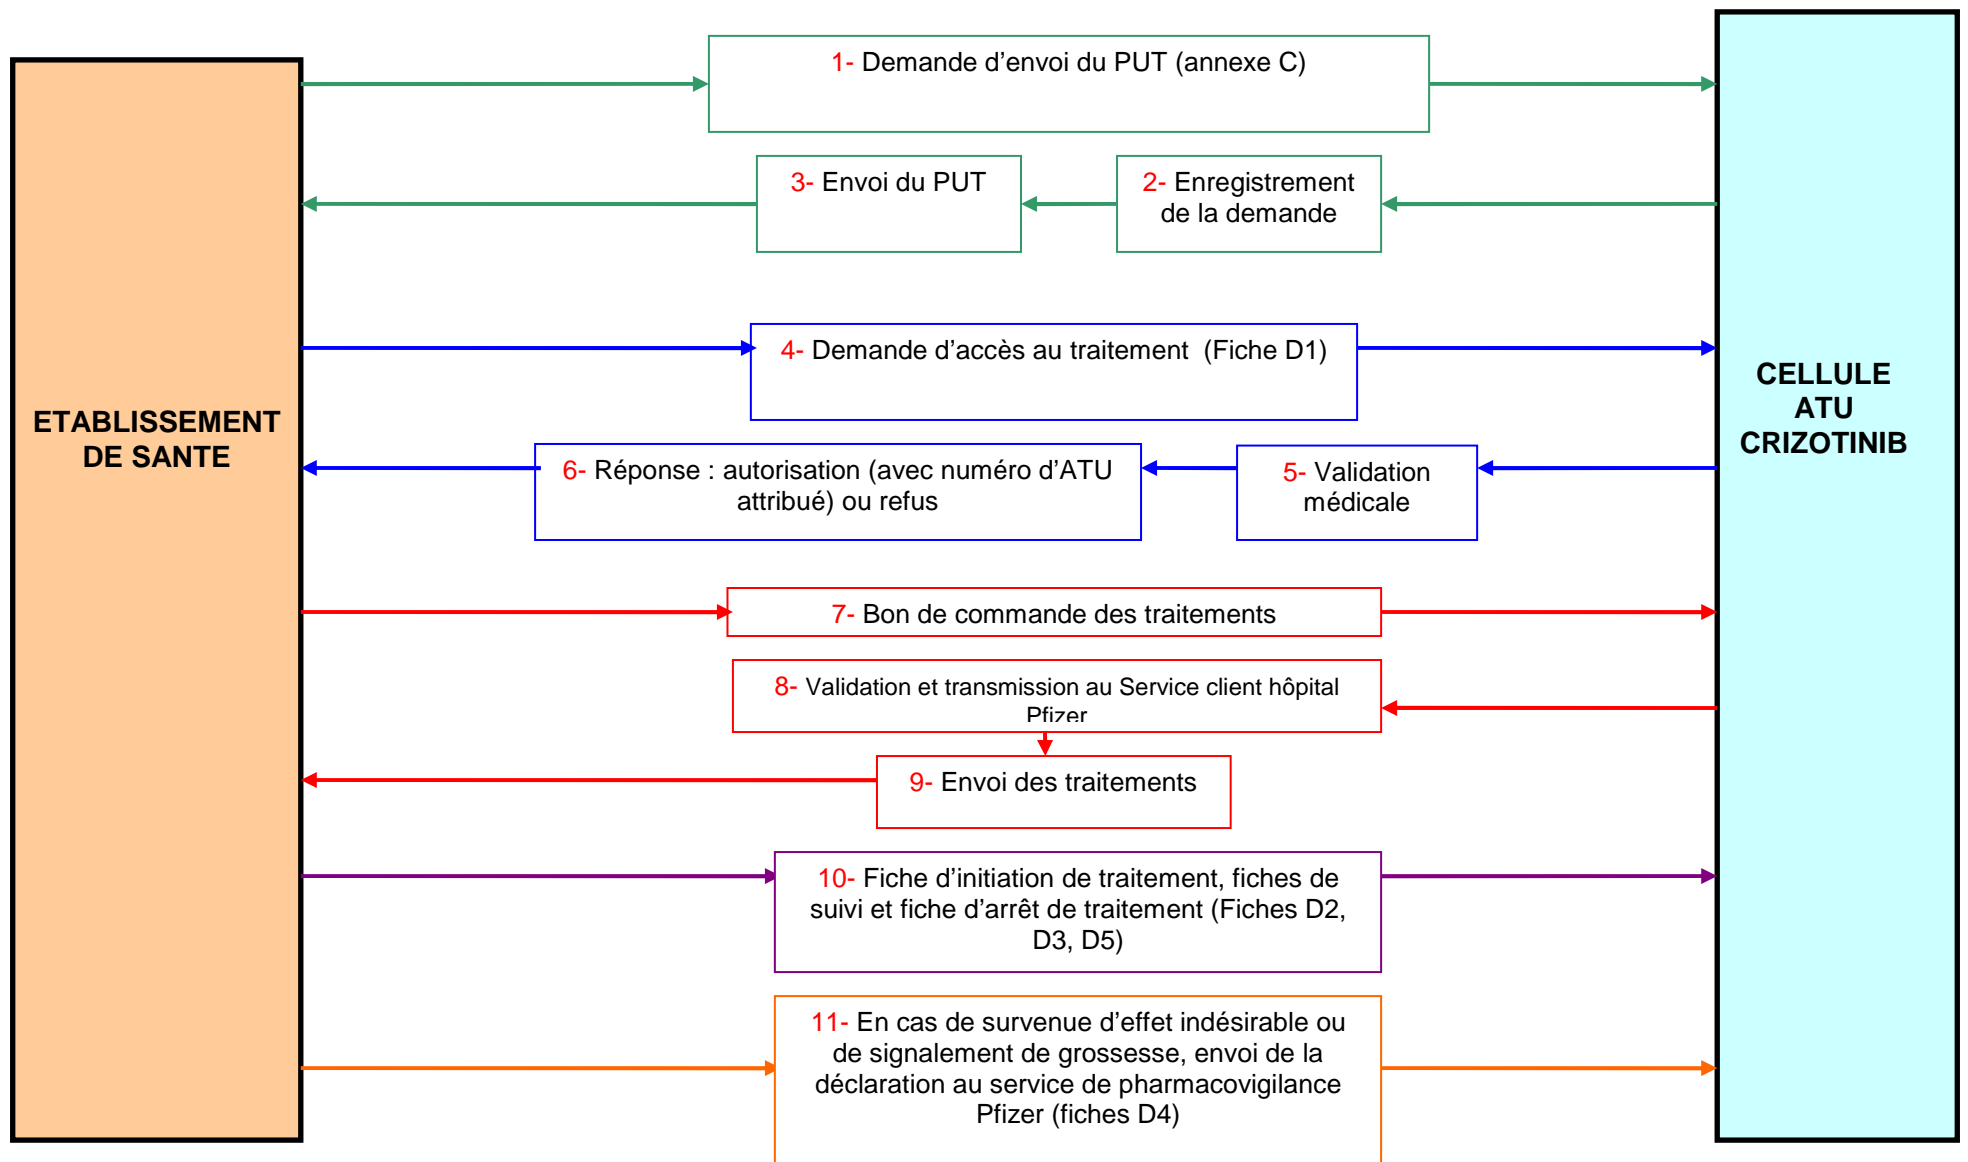 1- Demande d'envoi du PUT (annexe C)
3- Envoi du PUT
2- Enregistrement
de la demande
4- Demande d'accès au traitement  (Fiche D1)
ETABLISSEMENT
DE SANTE
CELLULE
ATU
CRIZOTINIB
6- Réponse : autorisation (avec numéro d'ATU
attribué) ou refus
5- Validation
médicale
7- Bon de commande des traitements
8- Validation et transmission au Service client hôpital
Pfizer
9- Envoi des traitements
10- Fiche d'initiation de traitement, fiches de
suivi et fiche d'arrêt de traitement (Fiches D2,
D3, D5)
11- En cas de survenue d'effet indésirable ou
de signalement de grossesse, envoi de la
déclaration au service de pharmacovigilance
Pfizer (fiches D4)